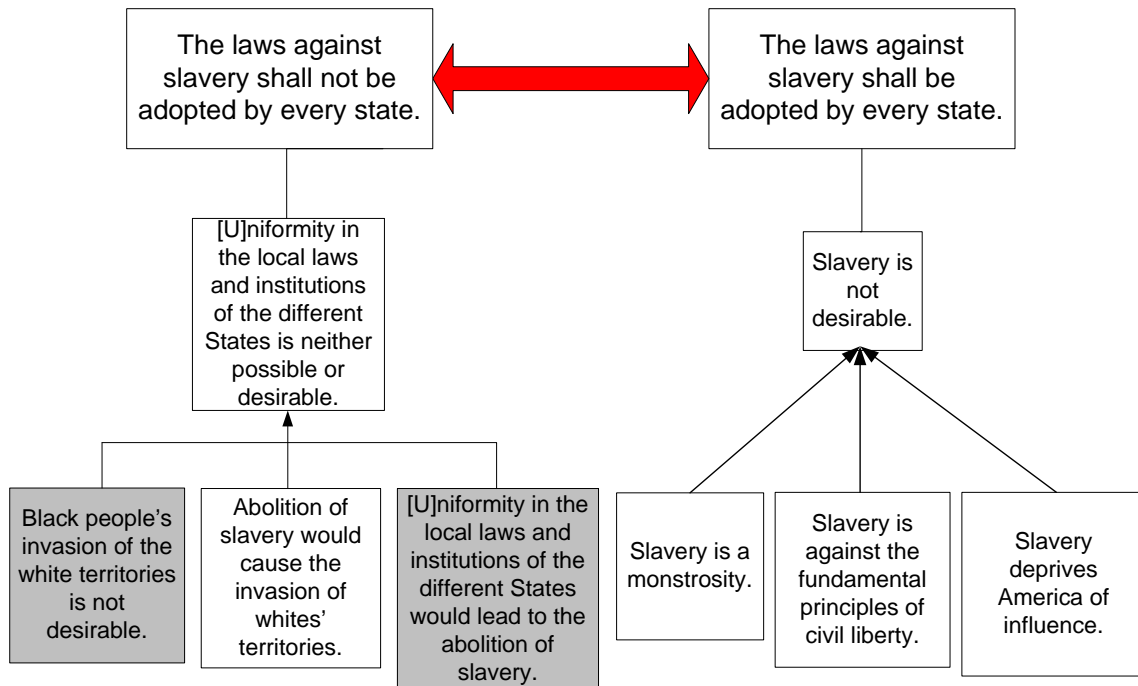 The laws against
slavery shall not be
adopted by every state.
The laws against
slavery shall be
adopted by every state.
[U]niformity in
the local laws
and institutions
of the different
States is neither
possible or
desirable.
Slavery is
not
desirable.
Black people’s
invasion of the
white territories
is not
desirable.
Abolition of
slavery would
cause the
invasion of
whites’
territories.
[U]niformity in the
local laws and
institutions of the
different States
would lead to the
abolition of
slavery.
Slavery is a
monstrosity.
Slavery is
against the
fundamental
principles of
civil liberty.
Slavery
deprives
America of
influence.